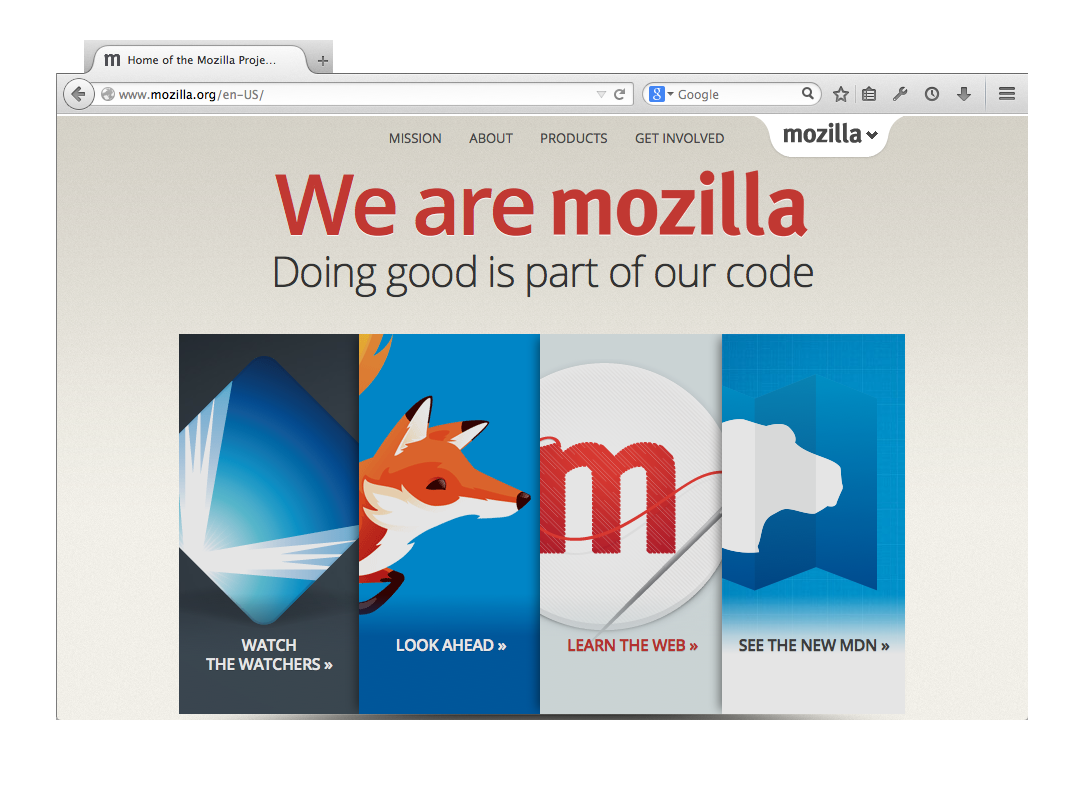 m Home of the Mozilla Proje...
www.mozilla.org/en-US/
8 Google
MISSION ABOUT PRODUCTS GET INVOLVED mozilla
We are mozilla
Doing good is part of our code
m
WATCH
THE WATCHERS »
LOOK AHEAD »
LEARN THE WEB »
SEE THE NEW MDN »